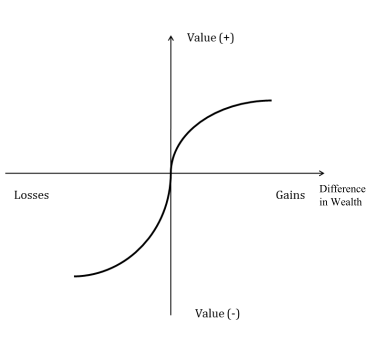 Value (+)
Losses
Gains
Difference
in Wealth
Value (-)